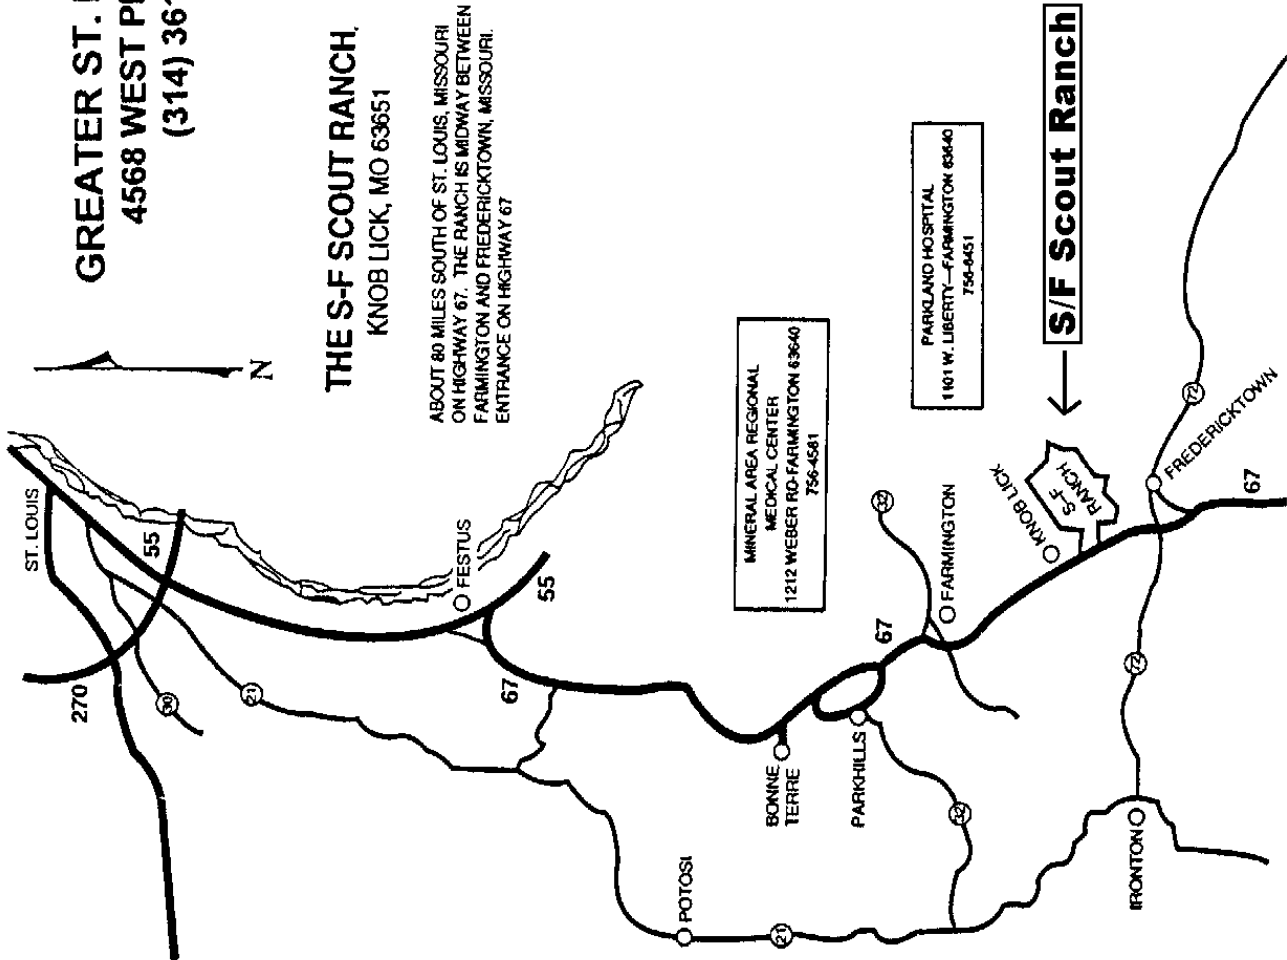 GREATER ST.
4568 WEST
(314) 36
THE S-F SCOUT RANCH,
KNOB LICK, MO 63651
ABOUT 80 MILES SOUTH OF ST. LOUIS, MISSOURI
ON HIGHWAY 67. THE RANCH IS MIDWAY BETWEEN
FARMINGTON AND FREDERICKTOWN, MISSOURI.
ENTRANCE ON HIGHWAY 67
N
ST. LOUIS
270
55
30
21
FESTUS
55
67
MINERAL AREA REGIONAL
MEDICAL CENTER
1212 WEBER RD-FARMINGTON 63640
756-4581
PARKLAND HOSPITAL
1101 W. LIBERTY—FARMINGTON 63640
756-6451
S/F Scout Ranch
BONNE
TERRE
PARKHILLS
67
32
FARMINGTON
KNOB LICK
S-F
RANCH
POTOSI
21
32
IRONTON
72
72
FREDERICKTOWN
67